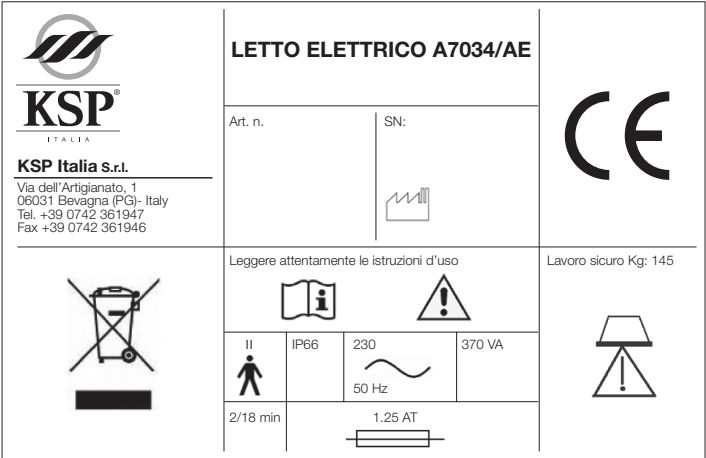 KSP®
ITALIA
KSP Italia S.r.l.
Via dell'Artigianato, 1
06031 Bevagna (PG)- Italy
Tel. +39 0742 361947
Fax +39 0742 361946
LETTO ELETTRICO A7034/AE
Art. n.
SN:
CE
Leggere attentamente le istruzioni d'uso
i
!
Lavoro sicuro Kg: 145
!
II
IP66
230
50 Hz
370 VA
2/18 min
1.25 AT